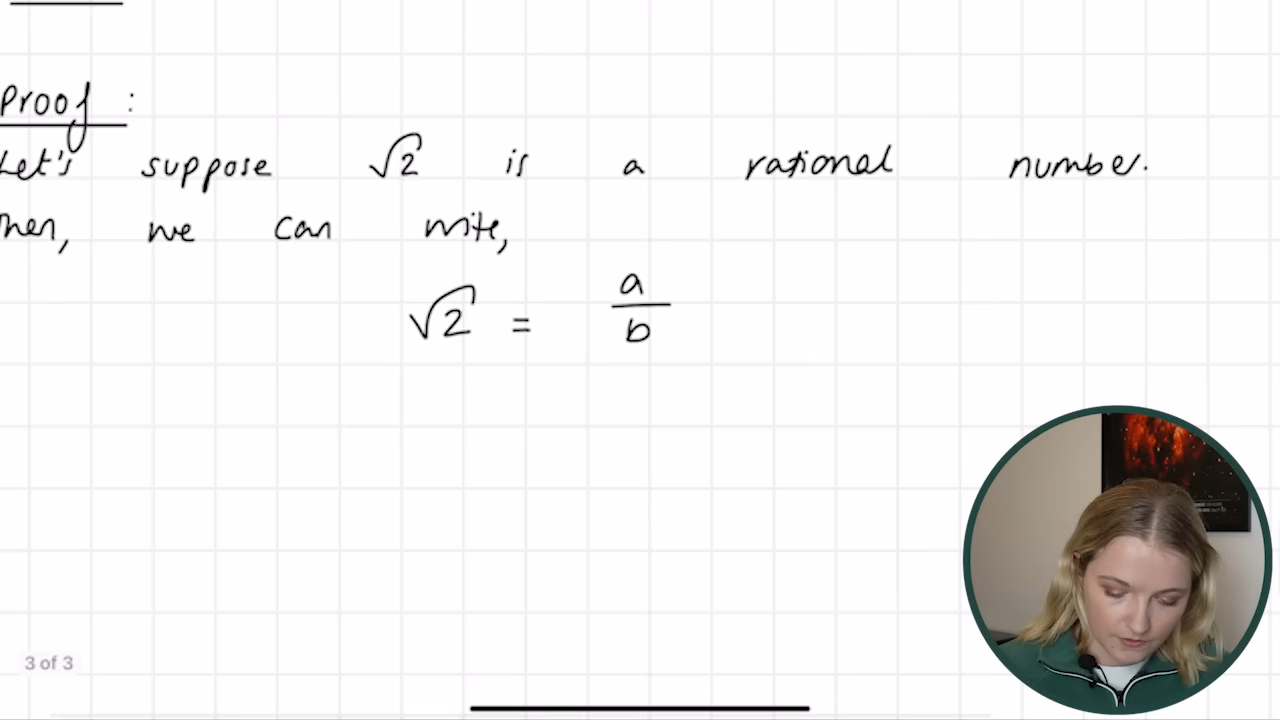 Proof :
Let's suppose √2 is a rational number.
Then, we can write,
√2 = a/b
3 of 3